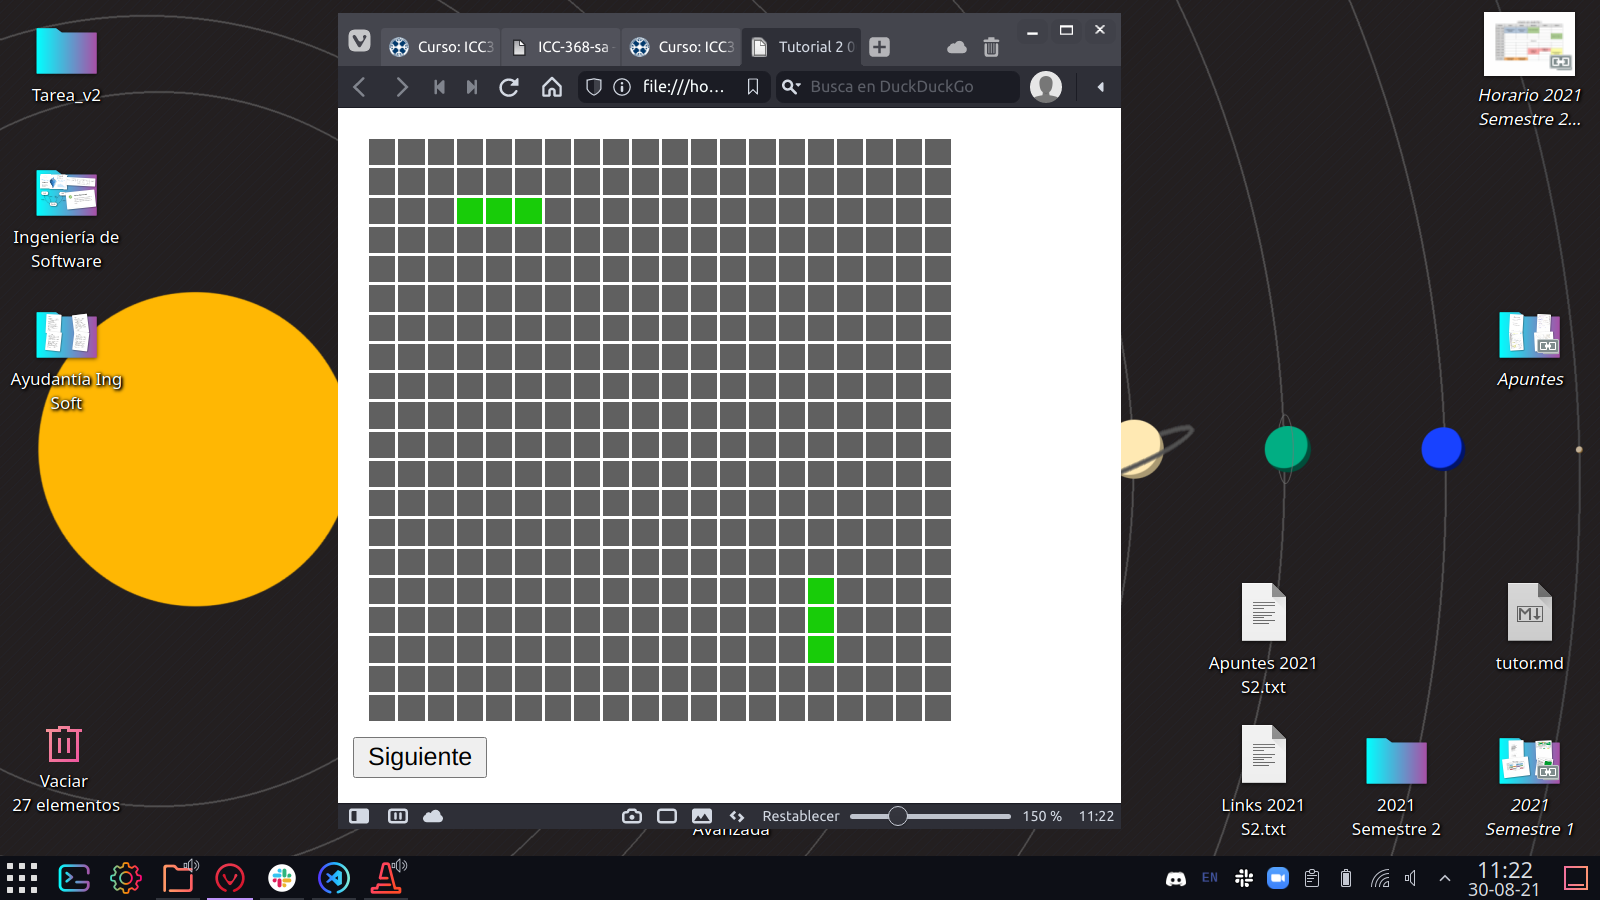 Curso: ICC3
ICC-368-sa
Curso: ICC3
Tutorial 2 0
file:///ho...
Busca en DuckDuckGo
Tarea_v2
Ingeniería de
Software
Ayudantía Ing
Soft
Vaciar
27 elementos
Siguiente
Restablecer
150 %
11:22
Avanzada
Horario 2021
Semestre 2...
Apuntes
Apuntes 2021
S2.txt
M↓
tutor.md
Links 2021
S2.txt
2021
Semestre 2
2021
Semestre 1
EN
11:22
30-08-21